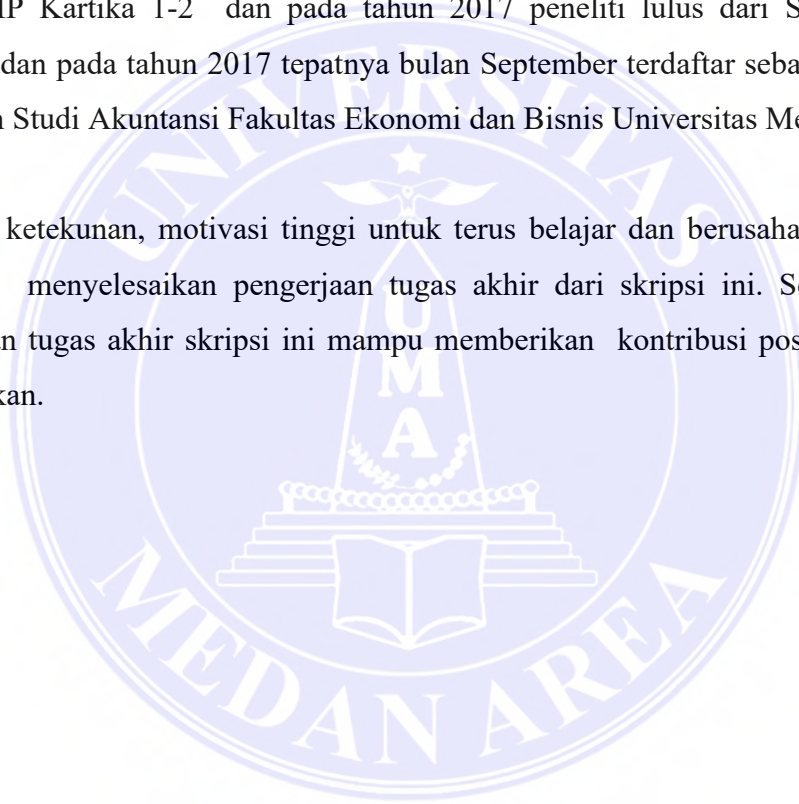 IP Kartika 1-2 dan pada tahun 2017 peneliti lulus dari S
dan pada tahun 2017 tepatnya bulan September terdaftar seba
n Studi Akuntansi Fakultas Ekonomi dan Bisnis Universitas Me
ketekunan, motivasi tinggi untuk terus belajar dan berusaha
menyelesaikan pengerjaan tugas akhir dari skripsi ini. S
n tugas akhir skripsi ini mampu memberikan kontribusi pos
kan.
UNIVERSITAS
UMA
MEDAN AREA